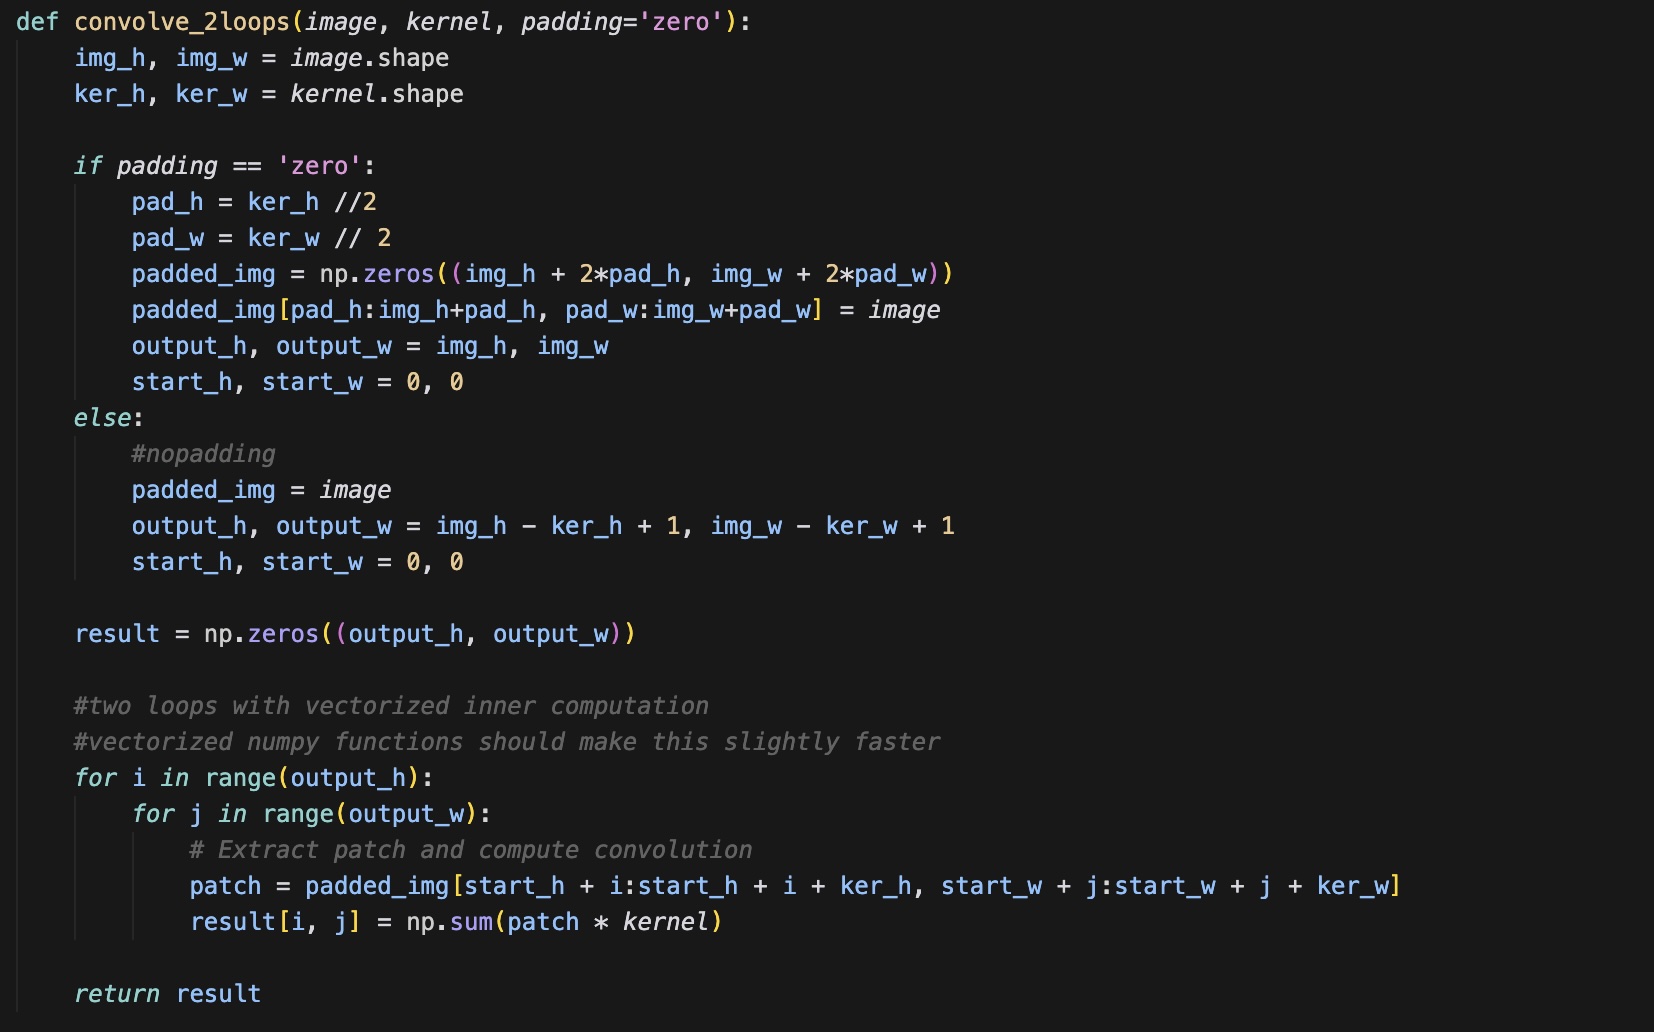 def convolve_2loops(image, kernel, padding='zero'):
    img_h, img_w = image.shape
    ker_h, ker_w = kernel.shape

    if padding == 'zero':
        pad_h = ker_h //2
        pad_w = ker_w // 2
        padded_img = np.zeros((img_h + 2*pad_h, img_w + 2*pad_w))
        padded_img[pad_h:img_h+pad_h, pad_w:img_w+pad_w] = image
        output_h, output_w = img_h, img_w
        start_h, start_w = 0, 0
    else:
        #nopadding
        padded_img = image
        output_h, output_w = img_h - ker_h + 1, img_w - ker_w + 1
        start_h, start_w = 0, 0

    result = np.zeros((output_h, output_w))

    #two loops with vectorized inner computation
    #vectorized numpy functions should make this slightly faster
    for i in range(output_h):
        for j in range(output_w):
            # Extract patch and compute convolution
            patch = padded_img[start_h + i:start_h + i + ker_h, start_w + j:start_w + j + ker_w]
            result[i, j] = np.sum(patch * kernel)

    return result